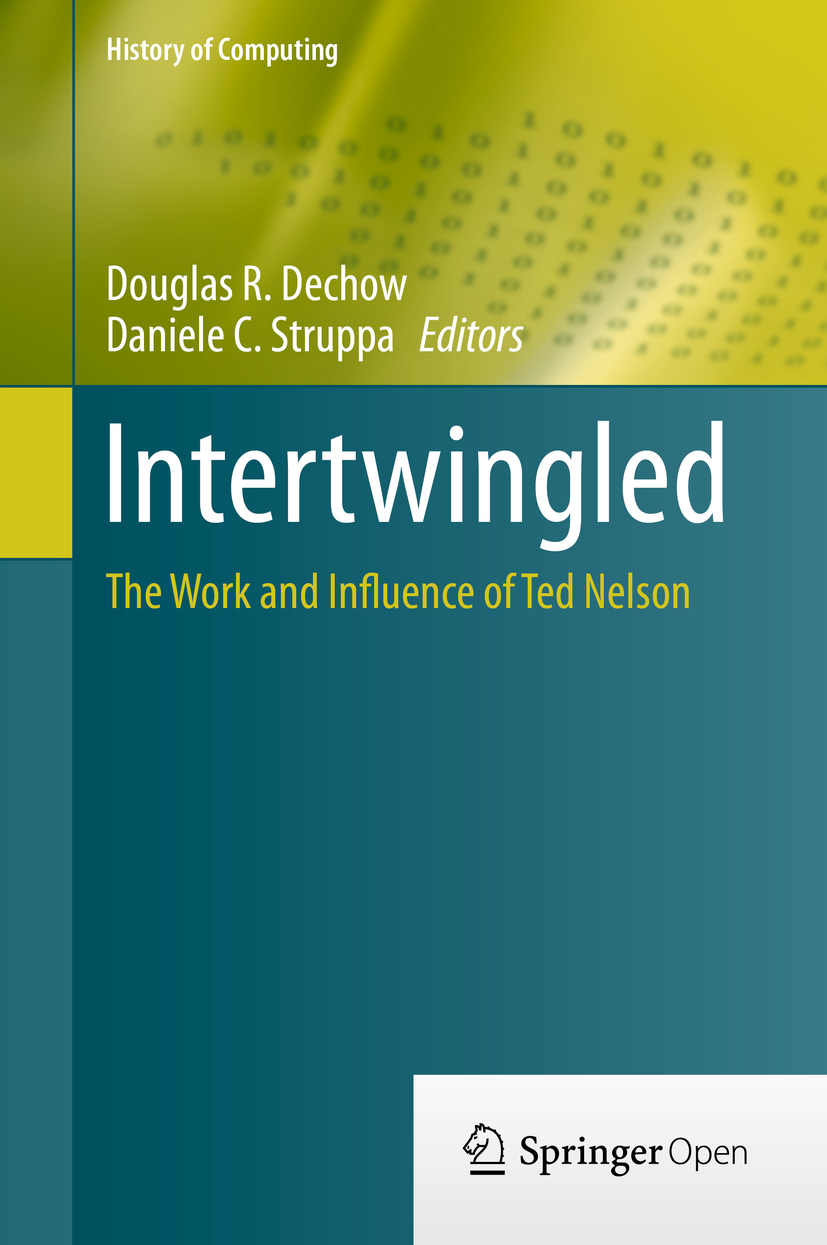 History of Computing
Douglas R. Dechow
Daniele C. Struppa Editors
Intertwingled
The Work and Influence of Ted Nelson
Springer Open